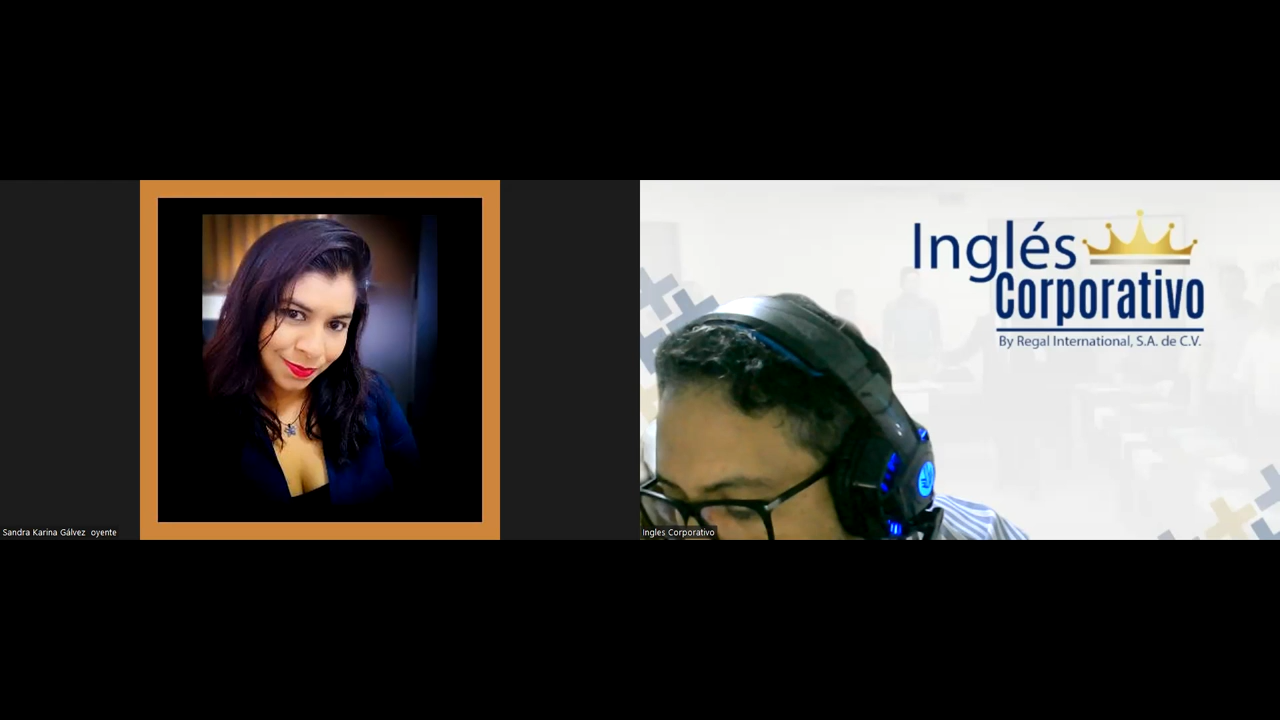 Inglés
Corporativo
By Regal International, S.A. de C.V.
Sandra Karina Gálvez oyente
Ingles Corporativo